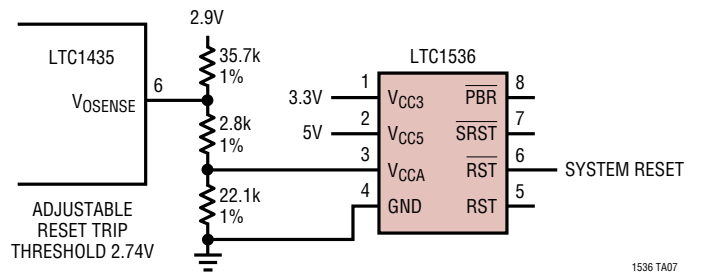 2.9V
35.7k
1%
LTC1435
6
VOSENSE
2.8k
1%
22.1k
1%
ADJUSTABLE
RESET TRIP
THRESHOLD 2.74V
LTC1536
3.3V
1
VCC3
PBR
8
5V
2
VCC5
SRST
7
3
VCCA
RST
6
SYSTEM RESET
4
GND
RST
5
1536 TA07